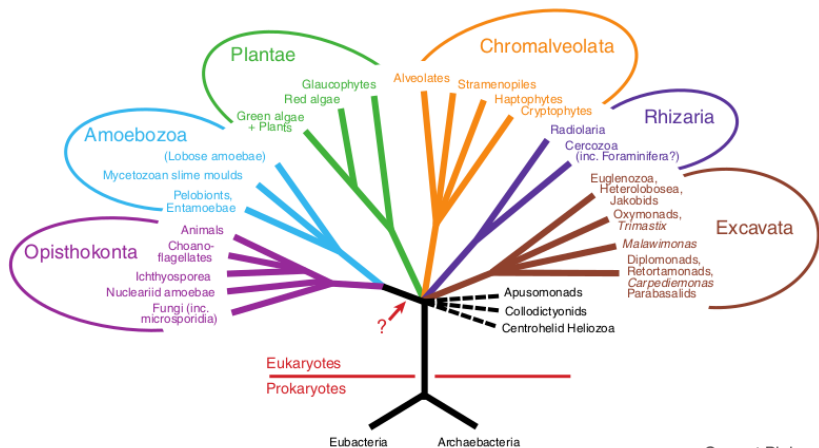 Plantae
Chromalveolata
Glaucophytes
Red algae
Green algae
+ Plants
Alveolates
Stramenopiles
Haptophytes
Cryptophytes
Amoebozoa
(Lobose amoebae)
Mycetozoan slime moulds
Pelobionts,
Entamoebae
Rhizaria
Radiolaria
Cercozoa
(inc. Foraminifera?)
Opisthokonta
Animals
Choano-
flagellates
Ichthyosporea
Nucleariid amoebae
Fungi (inc.
microsporidia)
Excavata
Euglenozoa,
Heterolobosea,
Jakobids
Oxymonads,
Trimastix
Malawimonas
Diplomonads,
Retortamonads,
Carpediemonas
Parabasalids
Apusomonads
Collodictyonids
Centrohelid Heliozoa
?
Eukaryotes
Prokaryotes
Eubacteria
Archaebacteria